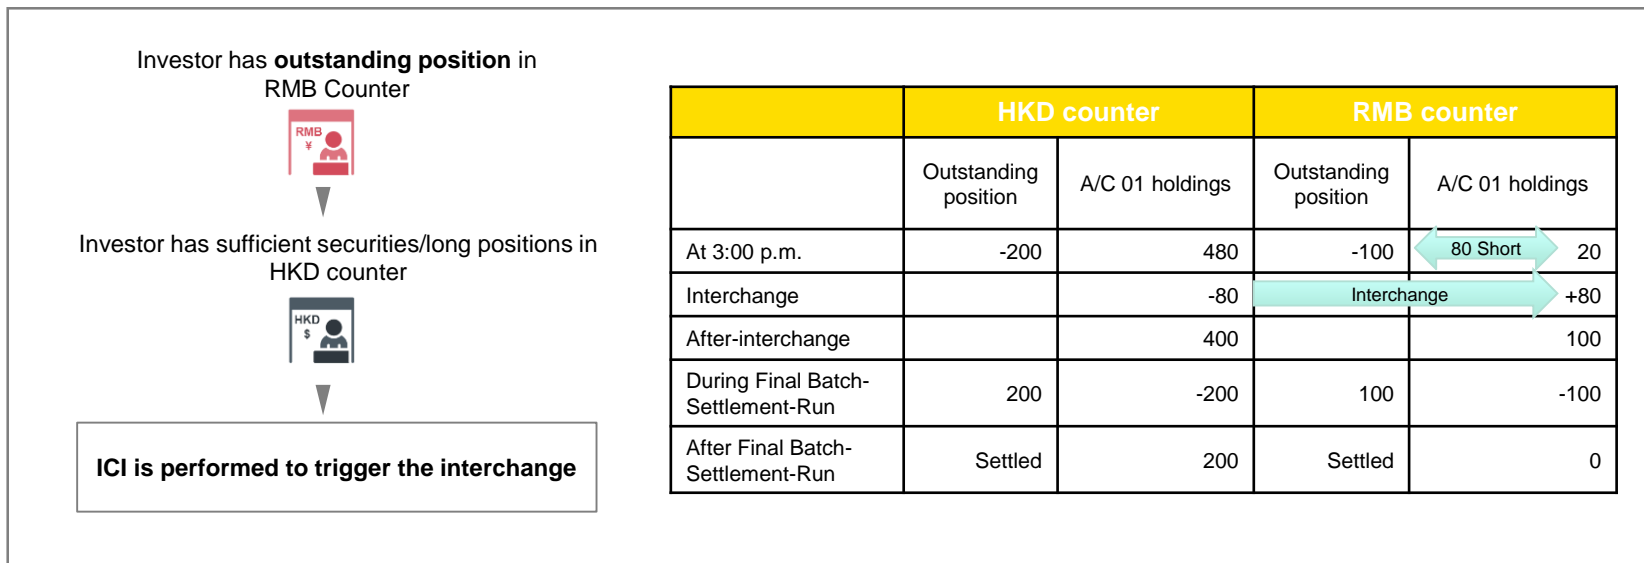 Investor has outstanding position in
RMB Counter
RMB
¥
Investor has sufficient securities/long positions in
HKD counter
HKD
$
ICI is performed to trigger the interchange
HKD counter RMB counter
Outstanding position A/C 01 holdings Outstanding position A/C 01 holdings
At 3:00 p.m. -200 480 -100 80 Short 20
Interchange -80 Interchange +80
After-interchange 400 100
During Final Batch-
Settlement-Run 200 -200 100 -100
After Final Batch-
Settlement-Run Settled 200 Settled 0